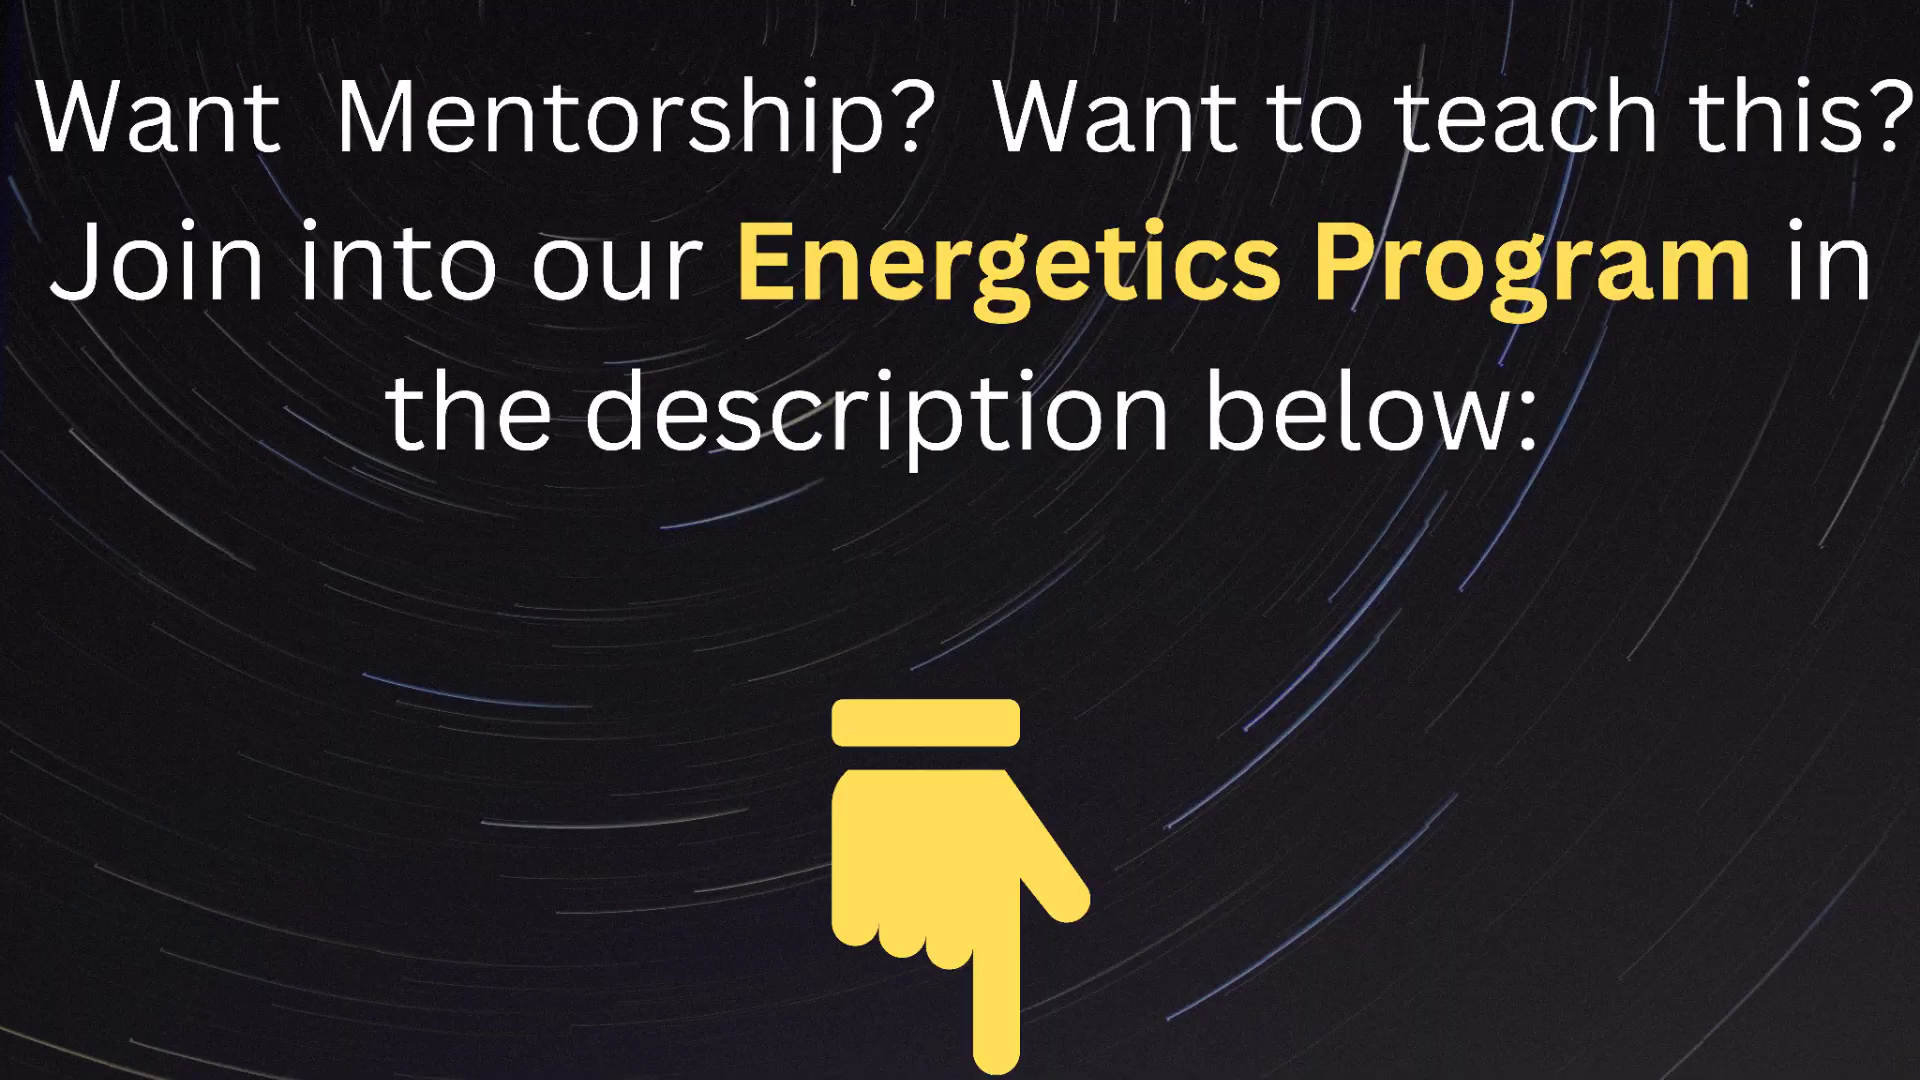 Want  Mentorship?  Want to teach this?
Join into our Energetics Program in
the description below: